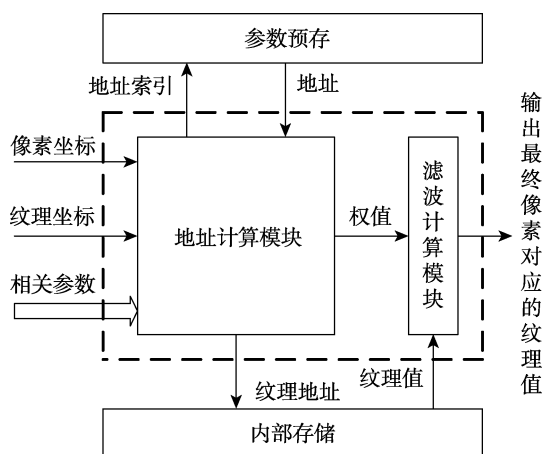 参数预存
地址索引
地址
像素坐标
纹理坐标
相关参数
地址计算模块
权值
滤波计算模块
输出最终像素对应的纹理值
纹理地址
纹理值
内部存储